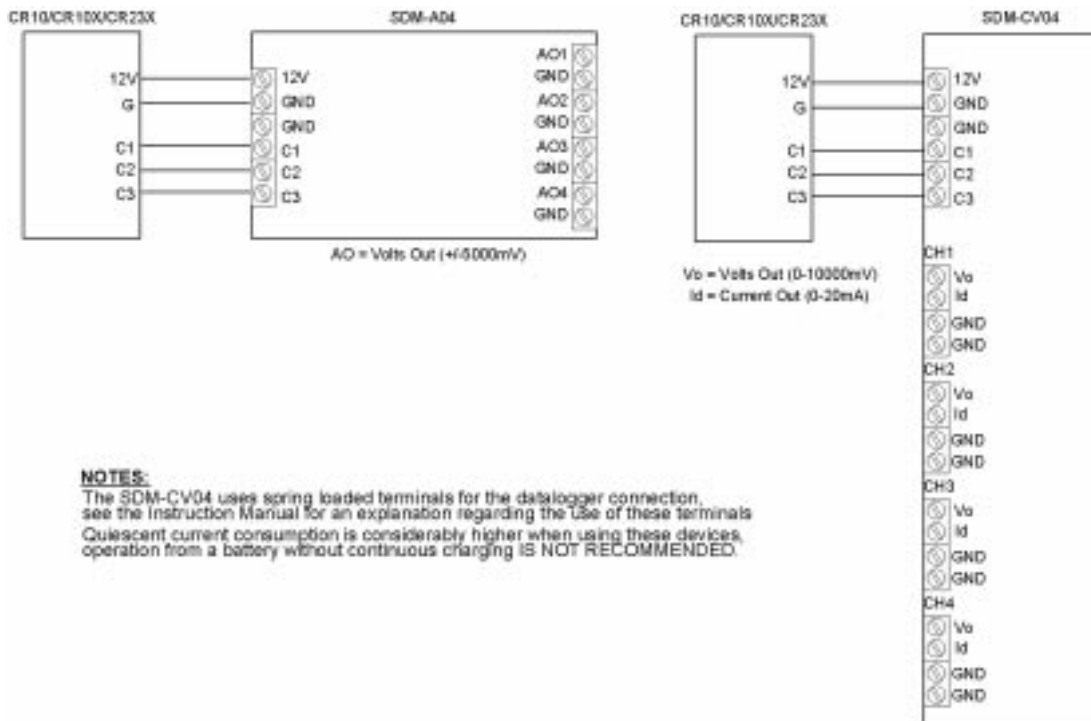 CR10/CR10X/CR23X
SDM-A04
12V
G
C1
C2
C3
12V
GND
GND
C1
C2
C3
AO1
GND
AO2
GND
AO3
GND
AO4
GND
AO = Volts Out (+/-5000mV)
CR10/CR10X/CR23X
SDM-CV04
12V
G
C1
C2
C3
12V
GND
GND
C1
C2
C3
Vo = Volts Out (0-10000mV)
Id = Current Out (0-20mA)
CH1
Vo
Id
GND
GND
CH2
Vo
Id
GND
GND
CH3
Vo
Id
GND
GND
CH4
Vo
Id
GND
GND
NOTES:
The SDM-CV04 uses spring loaded terminals for the datalogger connection,
see the Instruction Manual for an explanation regarding the use of these terminals
Quiescent current consumption is considerably higher when using these devices,
operation from a battery without continuous charging IS NOT RECOMMENDED.